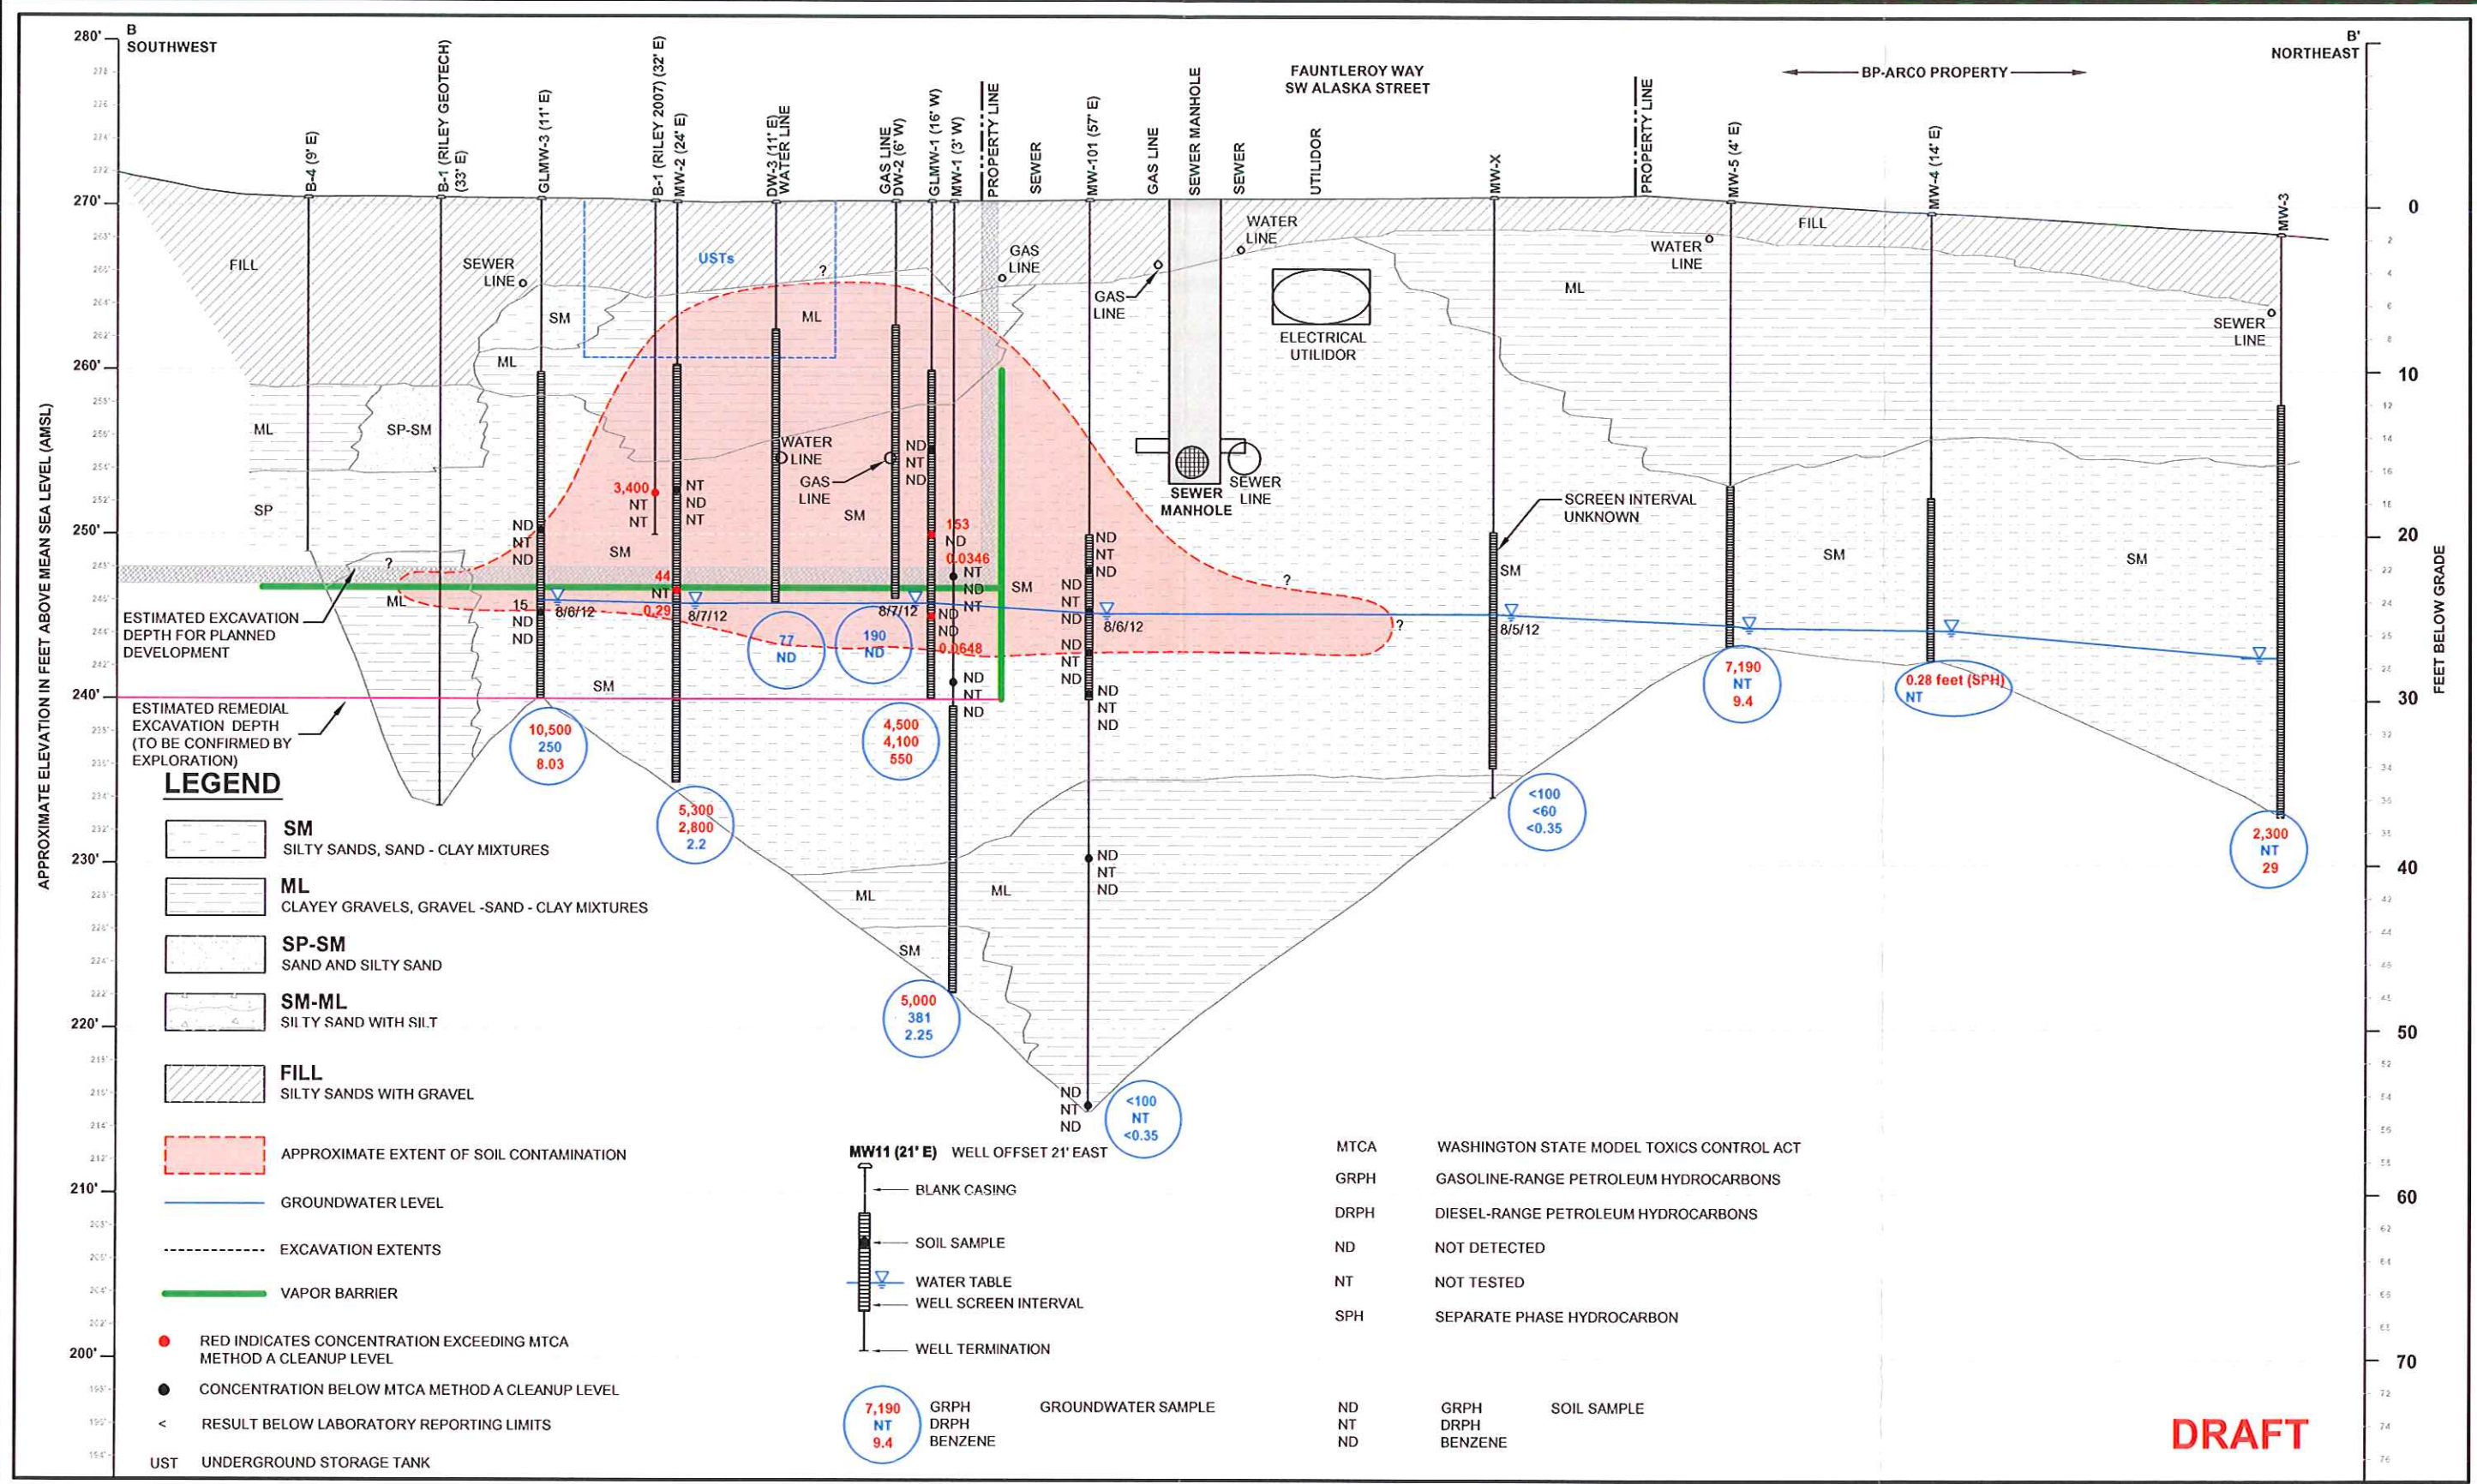 B
SOUTHWEST
B'
NORTHEAST
FAUNTLEROY WAY
SW ALASKA STREET
BP-ARCO PROPERTY
B-4 (9' E)
B-1 (RILEY GEOTECH)
(33' E)
GLMW-3 (11' E)
B-1 (RILEY 2007) (32' E)
MW-2 (24' E)
DW-3 (11' E)
WATER LINE
GAS LINE
DW-2 (6' W)
GLMW-1 (16' W)
MW-1 (3' W)
PROPERTY LINE
SEWER
MW-101 (57' E)
GAS LINE
SEWER MANHOLE
SEWER
UTILIDOR
MW-X
PROPERTY LINE
MW-5 (4' E)
MW-4 (14' E)
MW-3
APPROXIMATE ELEVATION IN FEET ABOVE MEAN SEA LEVEL (AMSL)
280'
270'
260'
250'
240'
230'
220'
210'
200'
FEET BELOW GRADE
0
10
20
30
40
50
60
70
FILL
SEWER
LINE
SM
ML
USTs
?
ML
GAS
LINE
GAS
LINE
WATER
LINE
ELECTRICAL
UTILIDOR
WATER
LINE
FILL
ML
SEWER
LINE
ML
SP-SM
SP
WATER
LINE
GAS
LINE
SM
SEWER
MANHOLE
SEWER
LINE
SCREEN INTERVAL
UNKNOWN
SM
SM
SM
SM
SM
3,400
NT
NT
NT
ND
NT
ND
NT
ND
ND
NT
ND
153
ND
0.0346
NT
ND
NT
44
NT
0.29
15
ND
ND
ND
ND
0.0648
ND
NT
ND
ND
NT
ND
ND
NT
ND
ND
NT
ND
ND
NT
ND
ND
NT
ND
ND
NT
ND
?
ML
?
?
8/6/12
8/7/12
8/7/12
8/6/12
8/5/12
ESTIMATED EXCAVATION
DEPTH FOR PLANNED
DEVELOPMENT
ESTIMATED REMEDIAL
EXCAVATION DEPTH
(TO BE CONFIRMED BY
EXPLORATION)
SM
ML
ML
SM
77
ND
190
ND
10,500
250
8.03
5,300
2,800
2.2
4,500
4,100
550
5,000
381
2.25
<100
NT
<0.35
<100
<60
<0.35
7,190
NT
9.4
0.28 feet (SPH)
NT
2,300
NT
29
LEGEND
SM
SILTY SANDS, SAND - CLAY MIXTURES
ML
CLAYEY GRAVELS, GRAVEL -SAND - CLAY MIXTURES
SP-SM
SAND AND SILTY SAND
SM-ML
SILTY SAND WITH SILT
FILL
SILTY SANDS WITH GRAVEL
APPROXIMATE EXTENT OF SOIL CONTAMINATION
GROUNDWATER LEVEL
EXCAVATION EXTENTS
VAPOR BARRIER
RED INDICATES CONCENTRATION EXCEEDING MTCA
METHOD A CLEANUP LEVEL
CONCENTRATION BELOW MTCA METHOD A CLEANUP LEVEL
< RESULT BELOW LABORATORY REPORTING LIMITS
UST UNDERGROUND STORAGE TANK
MW11 (21' E) WELL OFFSET 21' EAST
BLANK CASING
SOIL SAMPLE
WATER TABLE
WELL SCREEN INTERVAL
WELL TERMINATION
7,190 GRPH GROUNDWATER SAMPLE
NT DRPH
9.4 BENZENE
MTCA WASHINGTON STATE MODEL TOXICS CONTROL ACT
GRPH GASOLINE-RANGE PETROLEUM HYDROCARBONS
DRPH DIESEL-RANGE PETROLEUM HYDROCARBONS
ND NOT DETECTED
NT NOT TESTED
SPH SEPARATE PHASE HYDROCARBON
ND GRPH SOIL SAMPLE
NT DRPH
ND BENZENE
DRAFT